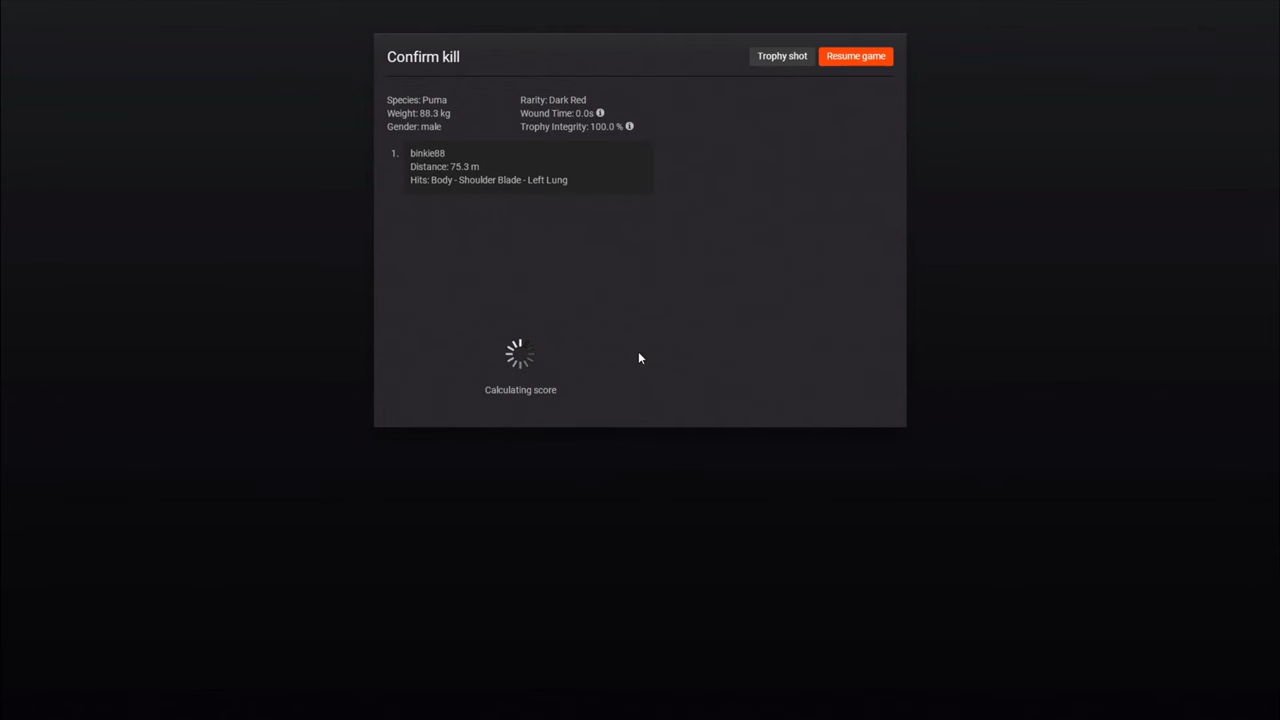 Confirm kill
Trophy shot
Resume game
Species: Puma
Weight: 88.3 kg
Gender: male
Rarity: Dark Red
Wound Time: 0.0s
Trophy Integrity: 100.0 %
1.
binkie88
Distance: 75.3 m
Hits: Body - Shoulder Blade - Left Lung
Calculating score